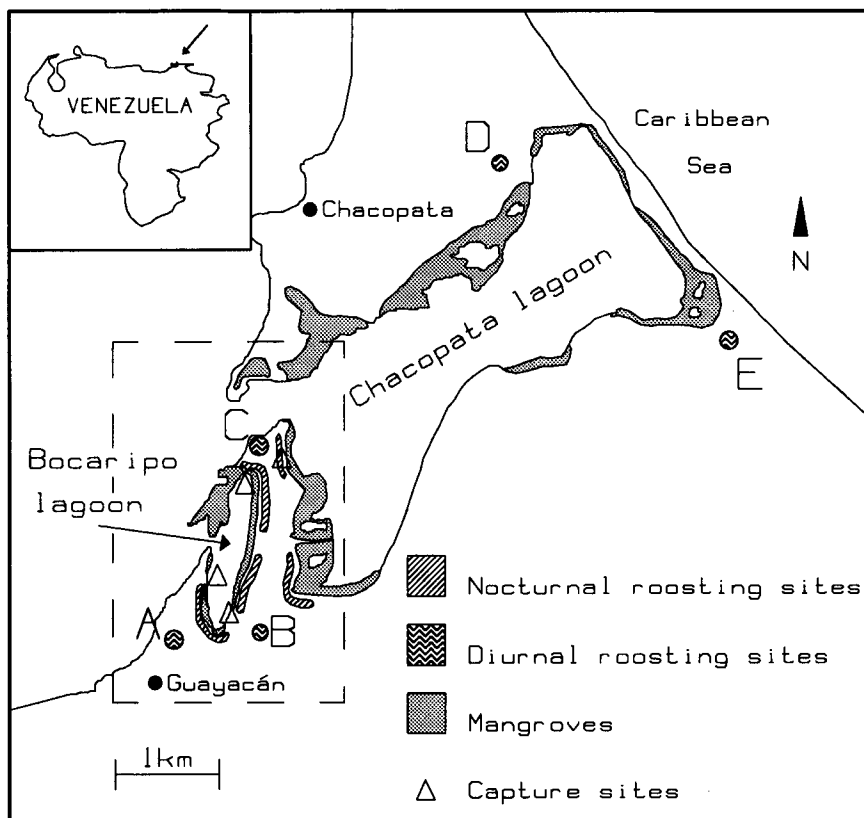 VENEZUELA
Caribbean
Sea
D
Chacopata
N
Chacopata lagoon
E
C
Bocaripo
lagoon
A
B
Guayacán
1km
Nocturnal roosting sites
Diurnal roosting sites
Mangroves
Capture sites